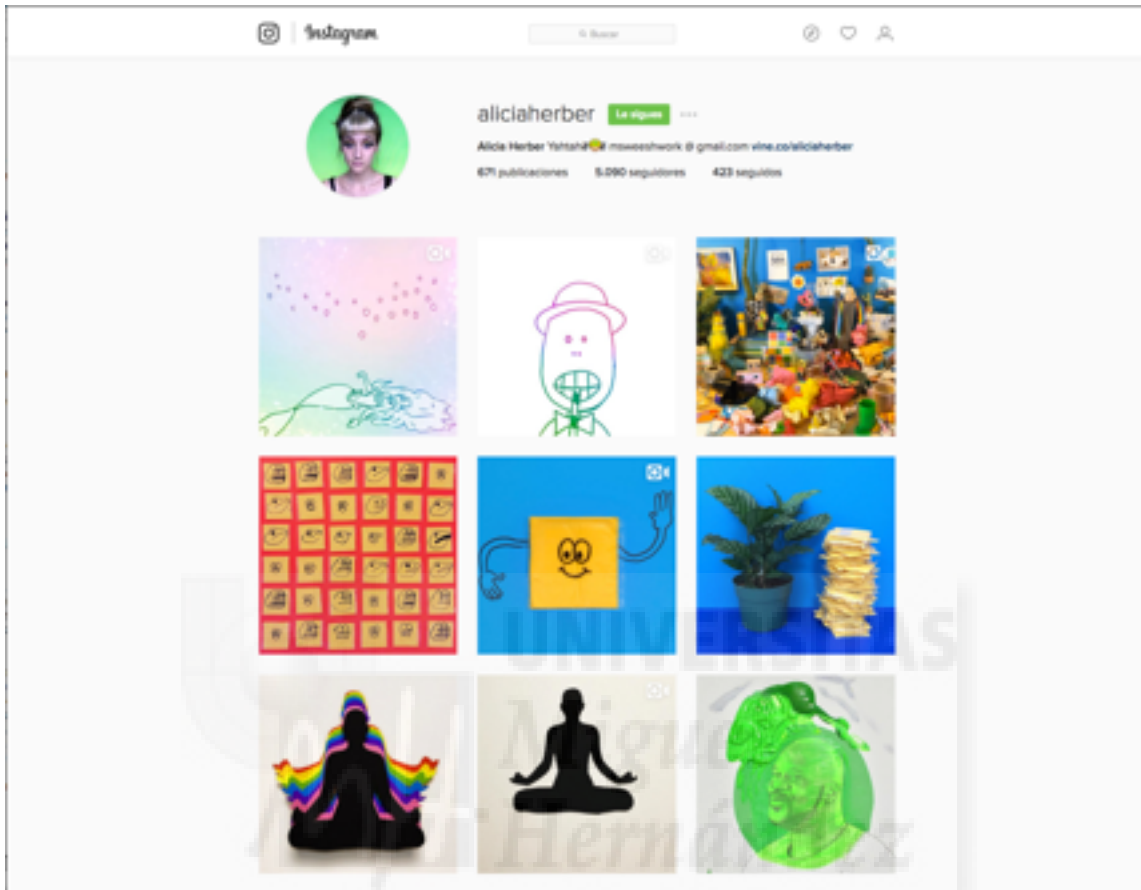 Instagram
Buscar
aliciaherber Le sigues
Alicia Herber msweeshwork @ gmail.com vine.co/aliciaherber
671 publicaciones 5.090 seguidores 423 seguidos
UNIVERSITAS
Miguel
Hernández